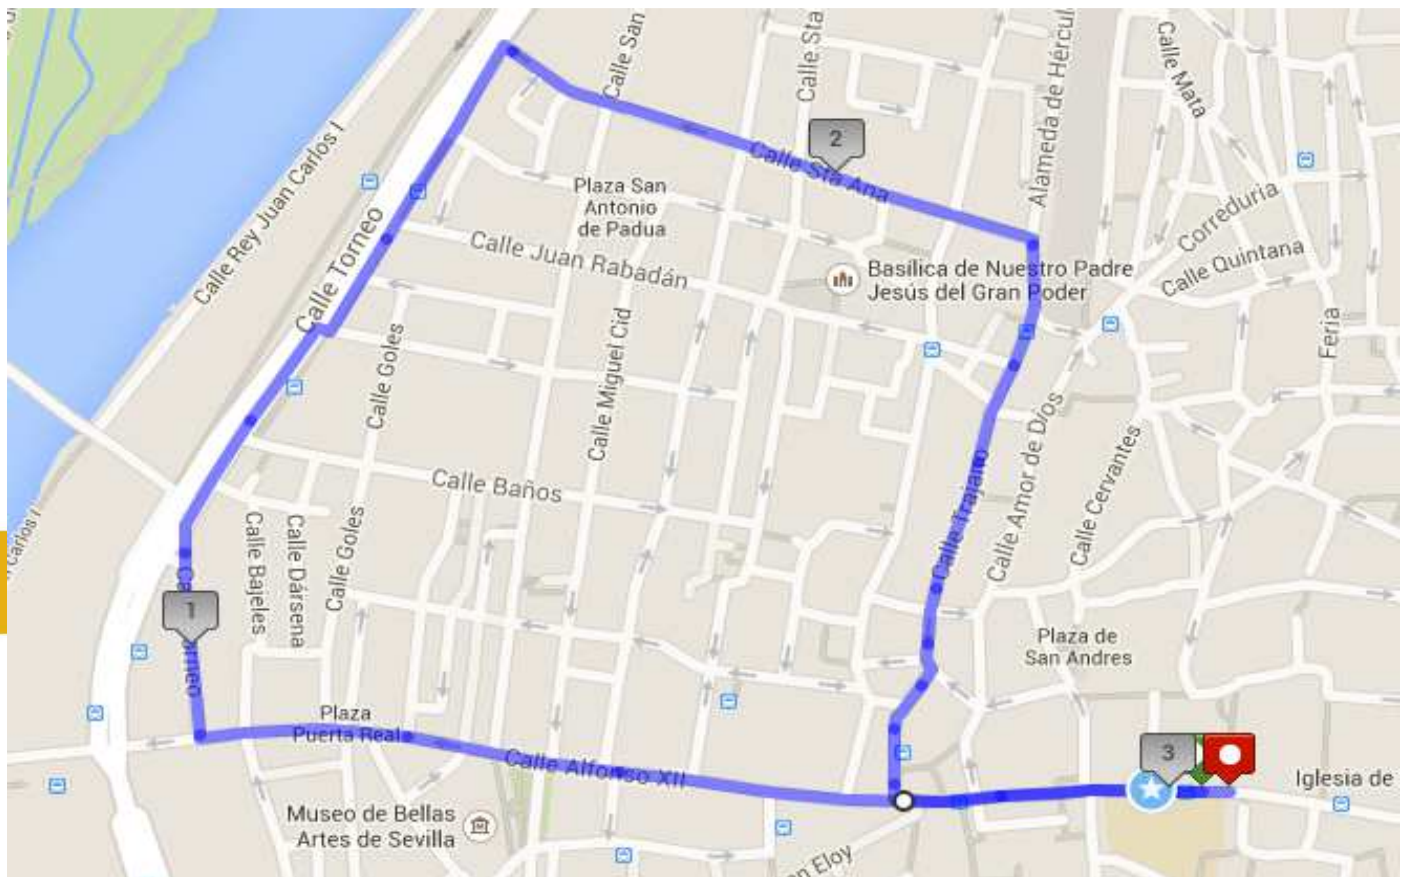 Calle San
Calle Sta
Alameda de Hércul
Calle Mata
2
Calle Sta Ana
Plaza San
Antonio
de Padua
Calle Rey Juan Carlos I
Calle Torneo
Calle Juan Rabadán
Correduría
Calle Quintana
Basílica de Nuestro Padre
Jesús del Gran Poder
Feria
Calle Goles
Calle Miguel Cid
Calle Baños
Calle Trajano
Calle Amor de Dios
Calle Cervantes
Carlos I
Calle Bajeles
Calle Dársena
Calle Goles
1
Plaza de
San Andres
Plaza
Puerta Real
Calle Alfonso XII
3
Iglesia de
Museo de Bellas
Artes de Sevilla
n Eloy